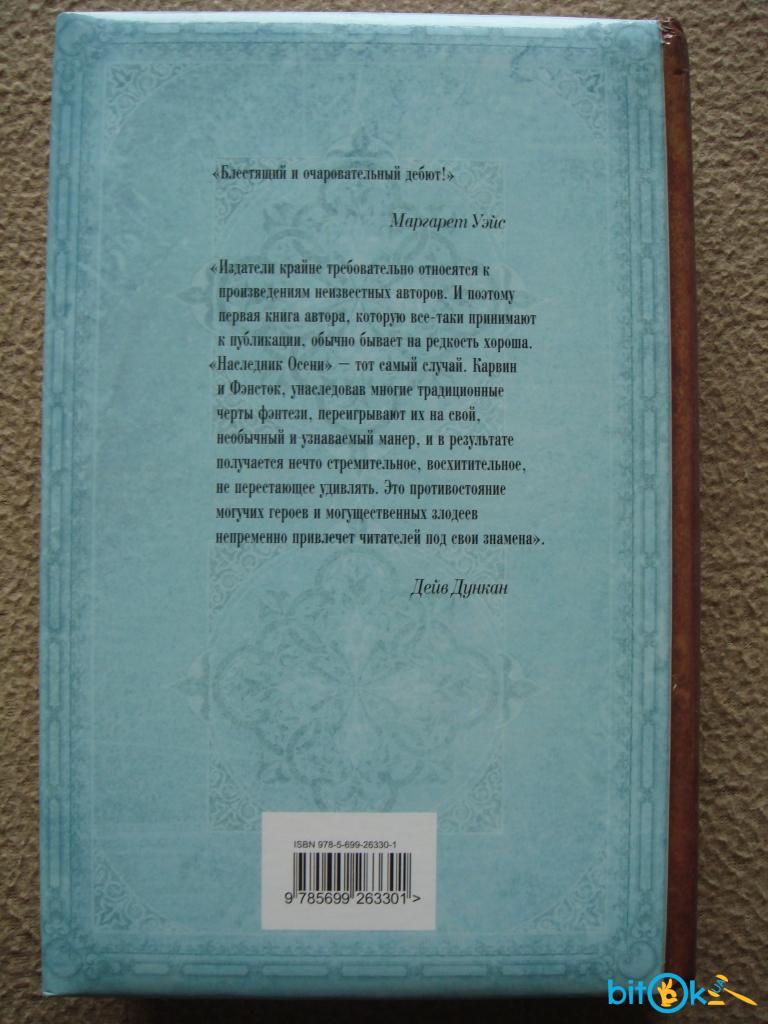 «Блестящий и очаровательный дебют!»
Маргарет Уэйс
«Издатели крайне требовательно относятся к
произведениям неизвестных авторов. И поэтому
первая книга автора, которую все-таки принимают
к публикации, обычно бывает на редкость хороша.
«Наследник Осени» — тот самый случай. Карвин
и Фэнсток, унаследовав многие традиционные
черты фэнтези, переигрывают их на свой,
необычный и узнаваемый манер, и в результате
получается нечто стремительное, восхитительное,
не перестающее удивлять. Это противостояние
могучих героев и могущественных злодеев
непременно привлечет читателей под свои знамена».
Дейв Дункан
ISBN 978-5-699-26330-1
9 785699 263301 >
bitOk UA